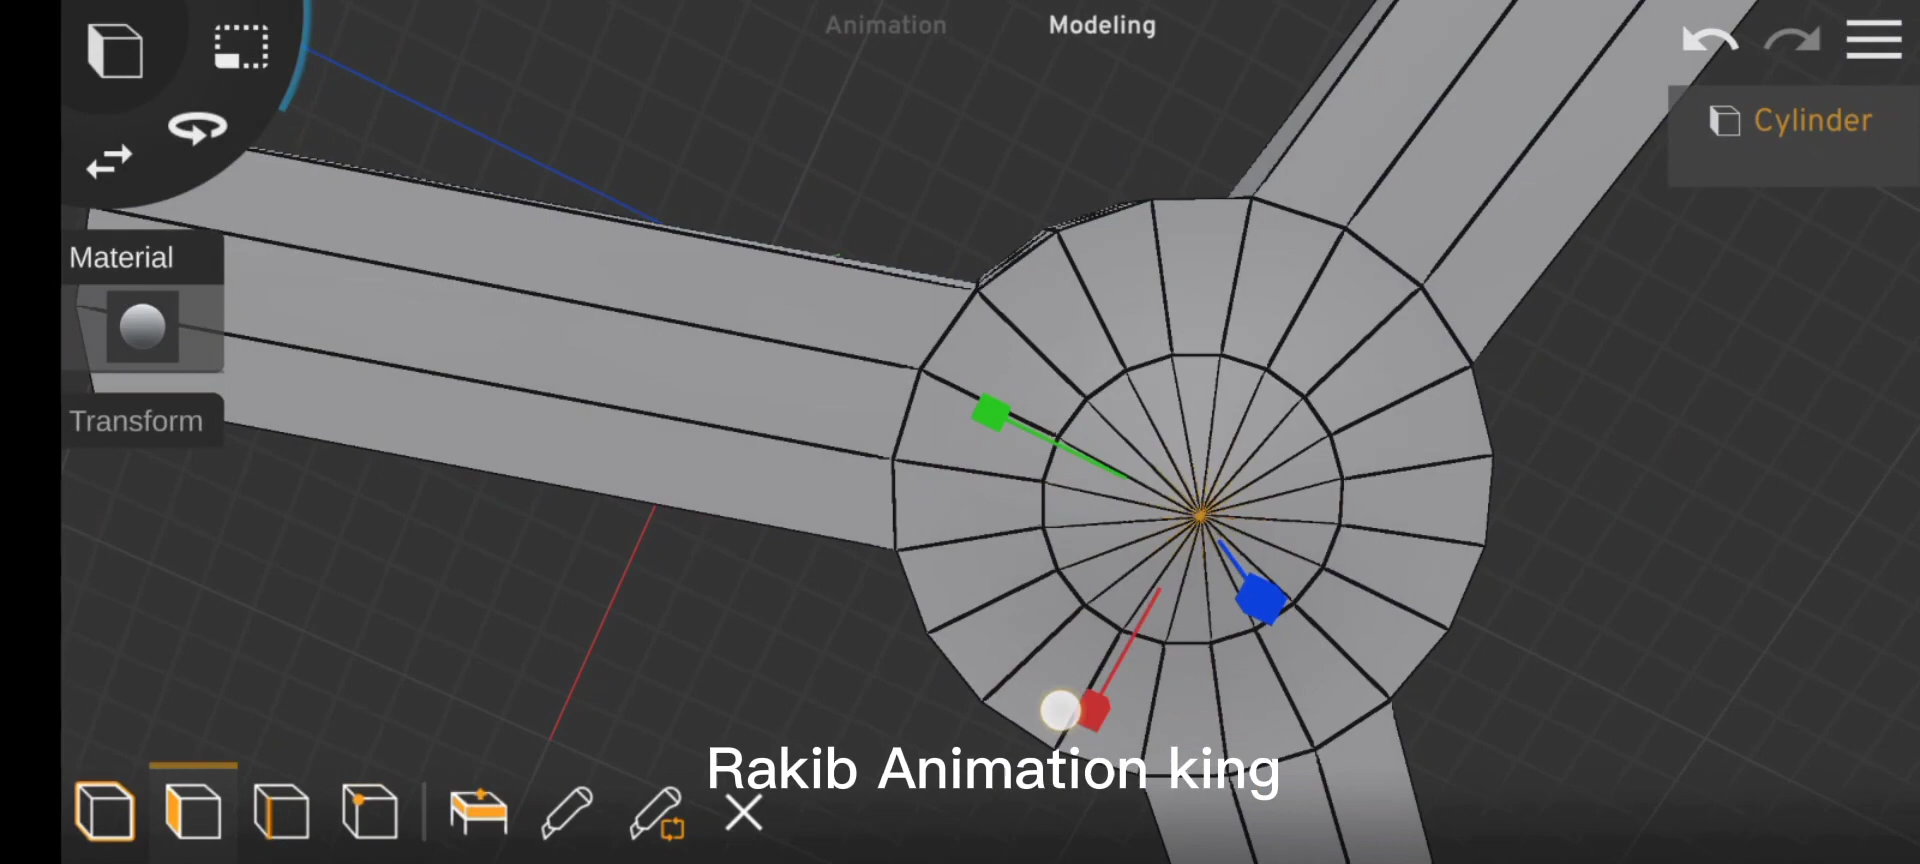 Animation
Modeling
Cylinder
Material
Transform
Rakib Animation king